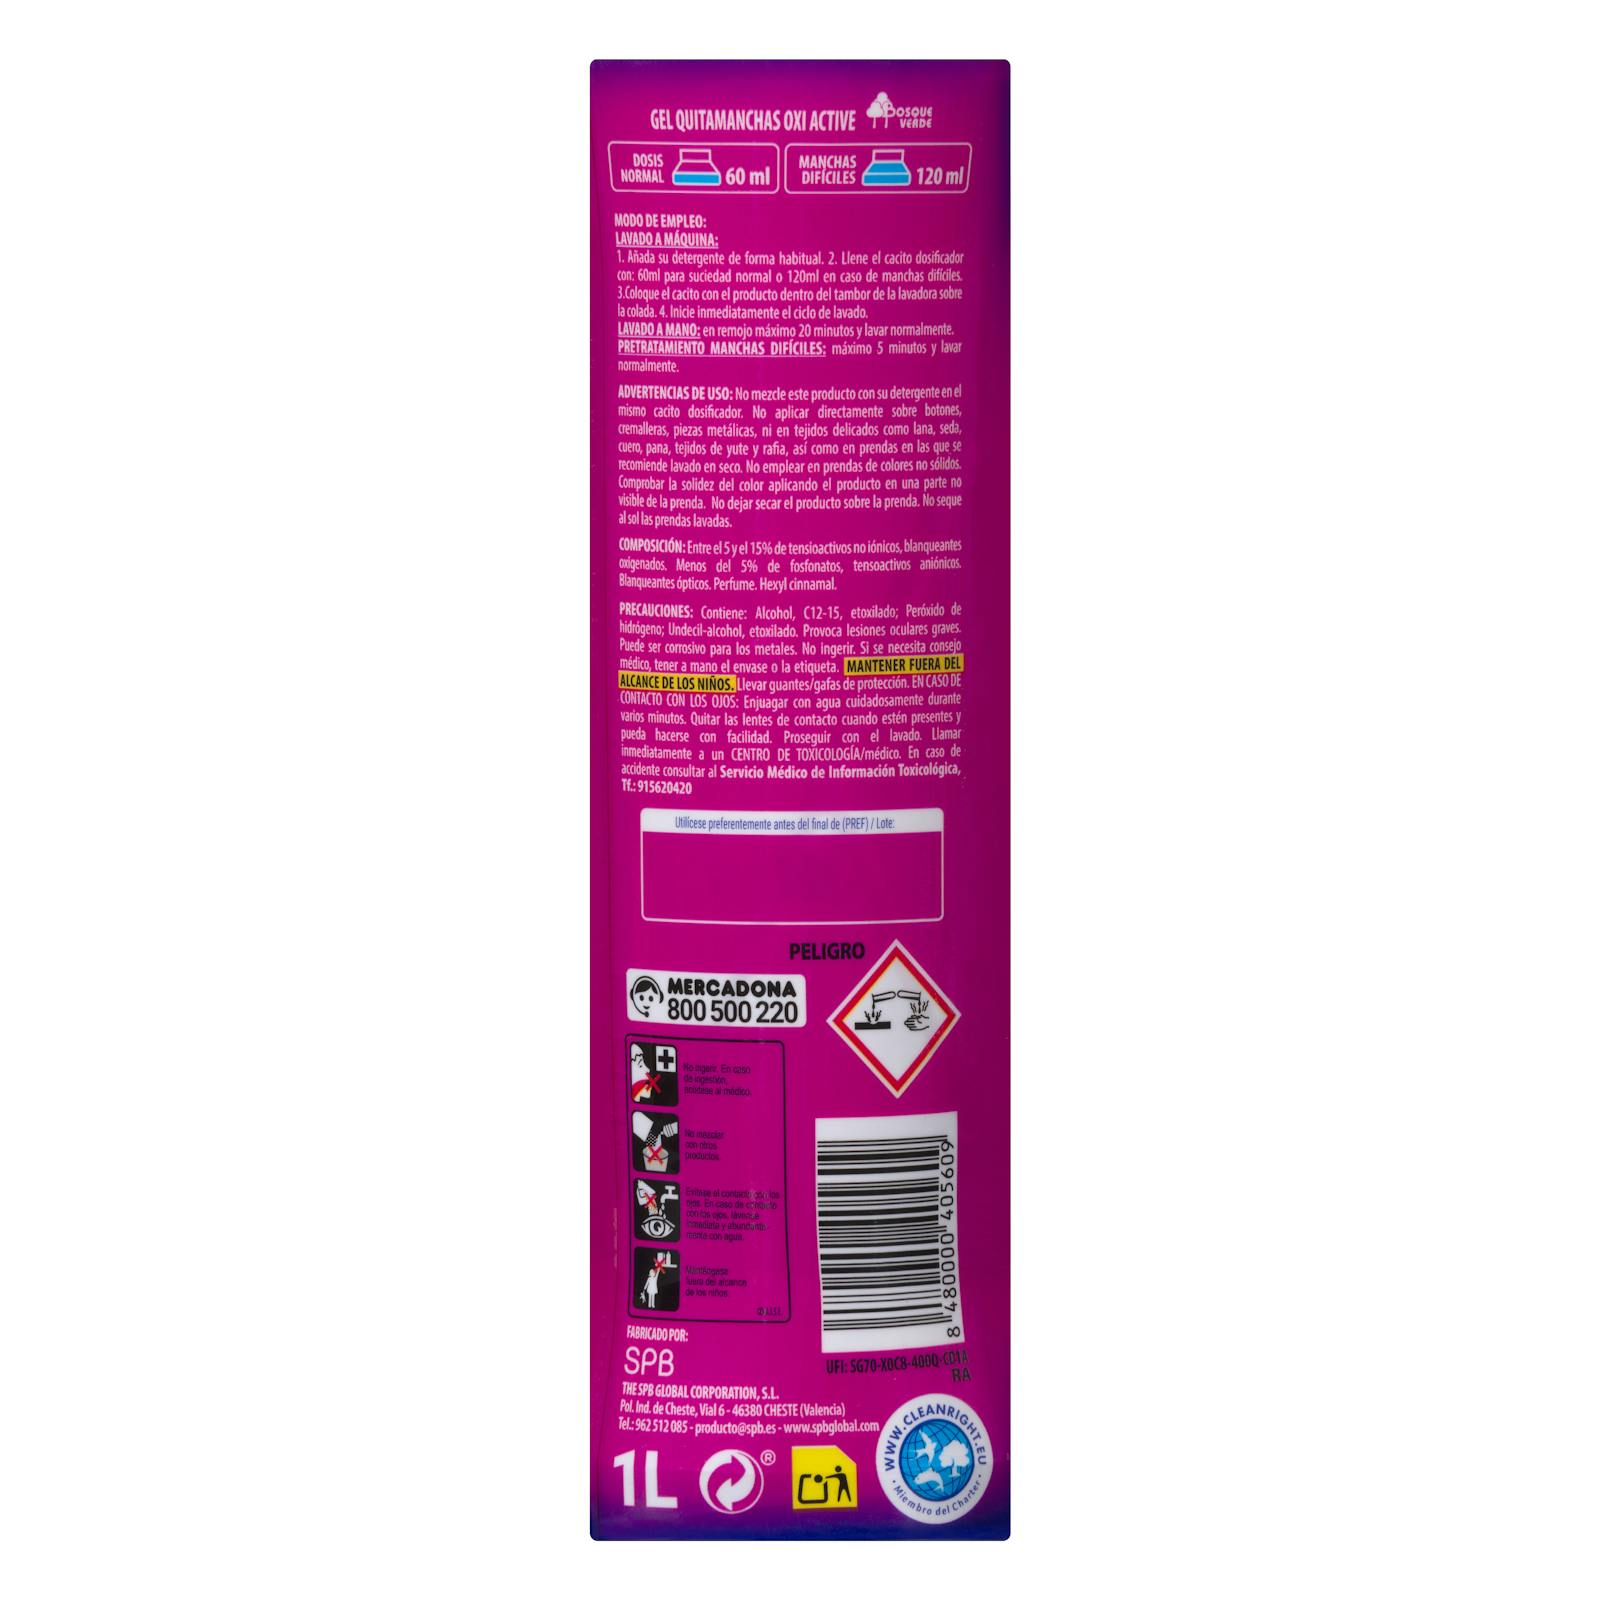 GEL QUITAMANCHAS OXI ACTIVE BOSQUE VERDE
DOSIS NORMAL 60 ml
MANCHAS DIFÍCILES 120 ml
MODO DE EMPLEO:
LAVADO A MÁQUINA:
1. Añada su detergente de forma habitual. 2. Llene el cacito dosificador
con: 60ml para suciedad normal o 120ml en caso de manchas difíciles.
3.Coloque el cacito con el producto dentro del tambor de la lavadora sobre
la colada. 4. Inicie inmediatamente el ciclo de lavado.
LAVADO A MANO: en remojo máximo 20 minutos y lavar normalmente.
PRETRATAMIENTO MANCHAS DIFÍCILES: máximo 5 minutos y lavar
normalmente.
ADVERTENCIAS DE USO: No mezcle este producto con su detergente en el
mismo cacito dosificador. No aplicar directamente sobre botones,
cremalleras, piezas metálicas, ni en tejidos delicados como lana, seda,
cuero, pana, tejidos de yute y rafia, así como en prendas en las que se
recomiende lavado en seco. No emplear en prendas de colores no sólidos.
Comprobar la solidez del color aplicando el producto en una parte no
visible de la prenda. No dejar secar el producto sobre la prenda. No seque
al sol las prendas lavadas.
COMPOSICIÓN: Entre el 5 y el 15% de tensioactivos no iónicos, blanqueantes
oxigenados. Menos del 5% de fosfonatos, tensoactivos aniónicos.
Blanqueantes ópticos. Perfume. Hexyl cinnamal.
PRECAUCIONES: Contiene: Alcohol, C12-15, etoxilado; Peróxido de
hidrógeno; Undecil-alcohol, etoxilado. Provoca lesiones oculares graves.
Puede ser corrosivo para los metales. No ingerir. Si se necesita consejo
médico, tener a mano el envase o la etiqueta. MANTENER FUERA DEL
ALCANCE DE LOS NIÑOS. Llevar guantes/gafas de protección. EN CASO DE
CONTACTO CON LOS OJOS: Enjuagar con agua cuidadosamente durante
varios minutos. Quitar las lentes de contacto cuando estén presentes y
pueda hacerse con facilidad. Proseguir con el lavado. Llamar
inmediatamente a un CENTRO DE TOXICOLOGÍA/médico. En caso de
accidente consultar al Servicio Médico de Información Toxicológica,
Tf.: 915620420
Utilícese preferentemente antes del final de (PREF) / Lote:
PELIGRO
MERCADONA
800 500 220
No ingerir. En caso
de ingestión,
acúdase al médico.
No mezclar
con otros
productos.
Evítese el contacto con los
ojos. En caso de contacto
con los ojos, lávense
inmediata y abundante-
mente con agua.
Manténgase
fuera del alcance
de los niños.
A.I.S.E.
8 480000 405609
UFI: SG70-X0C8-400Q-CD1A
RA
FABRICADO POR:
SPB
THE SPB GLOBAL CORPORATION, S.L.
Pol. Ind. de Cheste, Vial 6 - 46380 CHESTE (Valencia)
Tel.: 962 512 085 - producto@spb.es - www.spbglobal.com
1L
®
WWW.CLEANRIGHT.EU
Miembro del Charter